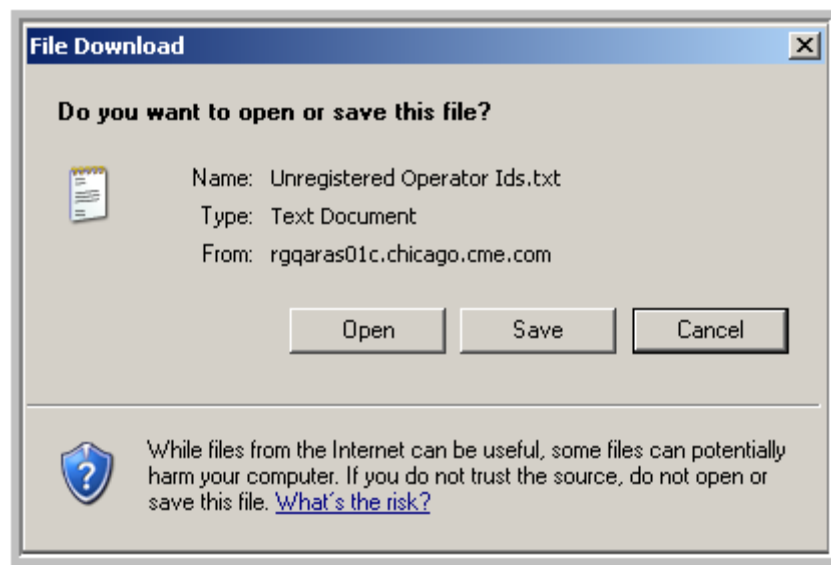 File Download
Do you want to open or save this file?
Name: Unregistered Operator Ids.txt
Type: Text Document
From: rgqaras01c.chicago.cme.com
Open Save Cancel
While files from the Internet can be useful, some files can potentially
harm your computer. If you do not trust the source, do not open or
save this file. What's the risk?